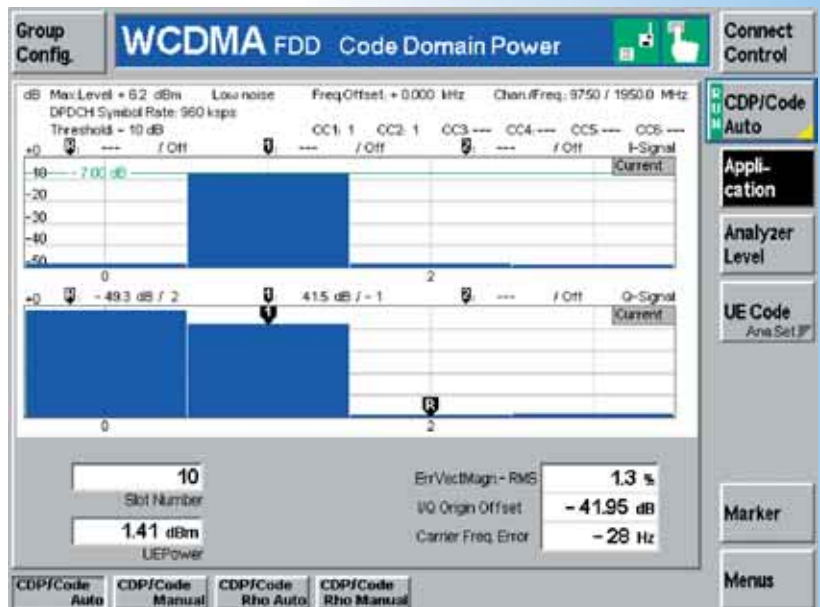 Group
Config.
WCDMA FDD Code Domain Power
Connect
Control
dB Max.Level + 6.2 dBm Low noise Freq.Offset: + 0.000 kHz Chan./Freq.: 9750 / 1950.0 MHz
DPDCH Symbol Rate: 960 ksps
Threshold - 10 dB CC1: 1 CC2: 1 CC3 --- CC4: --- CC5 --- CC6 ---
+0 R: --- / Off 1: --- / Off 2: --- / Off I-Signal
Current
-10 - 7.00 dB
-20
-30
-40
-50
0 2
+0 R: - 49.3 dB / 2 1: 41.5 dB / - 1 2: --- / Off Q-Signal
Current
1
R
0 2
10
Slot Number
1.41 dBm
UEPower
ErrVectMagn - RMS 1.3 %
I/Q Origin Offset - 41.95 dB
Carrier Freq. Error - 28 Hz
RUN
CDP/Code
Auto
Appli-
cation
Analyzer
Level
UE Code
Ana.Set.
Marker
Menus
CDP/Code
Auto
CDP/Code
Manual
CDP/Code
Rho Auto
CDP/Code
Rho Manual